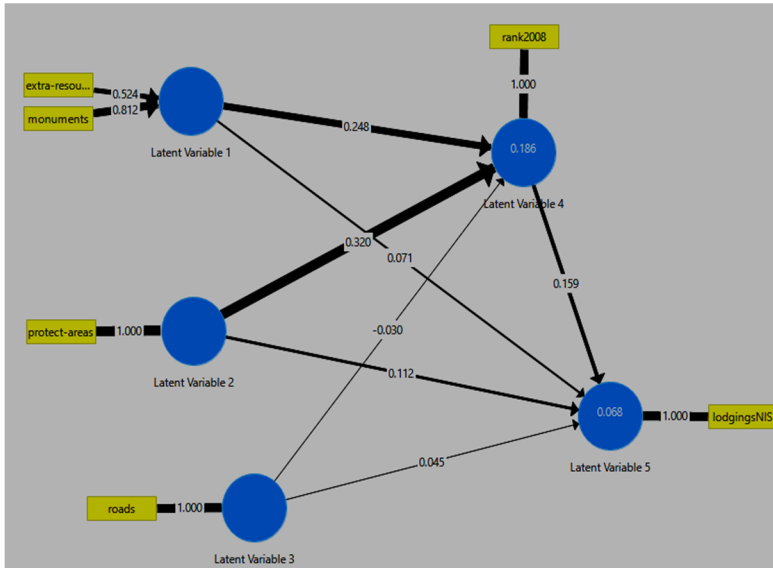 rank2008
1.000
extra-resou...
0.524
monuments
0.812
Latent Variable 1
0.248
0.186
Latent Variable 4
0.320
0.071
0.159
protect-areas
1.000
-0.030
Latent Variable 2
0.112
0.068
1.000
lodgingsNIS
0.045
Latent Variable 5
roads
1.000
Latent Variable 3